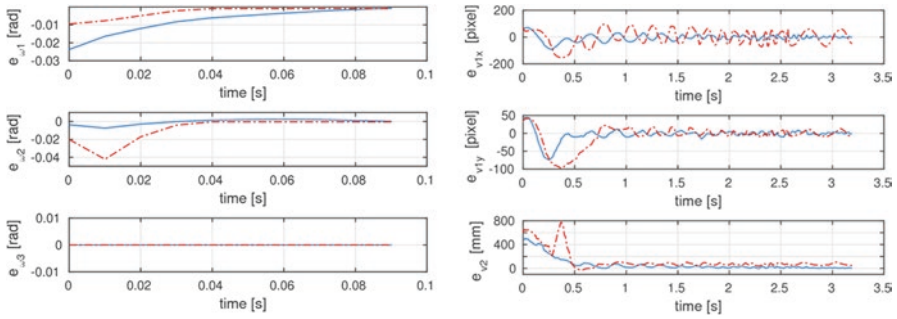 e_ω1 [rad]
-0.01
-0.02
-0.03
0 0.02 0.04 0.06 0.08 0.1
time [s]
e_ω2 [rad]
0
-0.02
-0.04
0 0.02 0.04 0.06 0.08 0.1
time [s]
e_ω3 [rad]
0.01
0
-0.01
0 0.02 0.04 0.06 0.08 0.1
time [s]
e_v1x [pixel]
200
0
-200
0 0.5 1 1.5 2 2.5 3 3.5
time [s]
e_v1y [pixel]
50
0
-50
-100
0 0.5 1 1.5 2 2.5 3 3.5
time [s]
e_v2 [mm]
800
400
0
0 0.5 1 1.5 2 2.5 3 3.5
time [s]